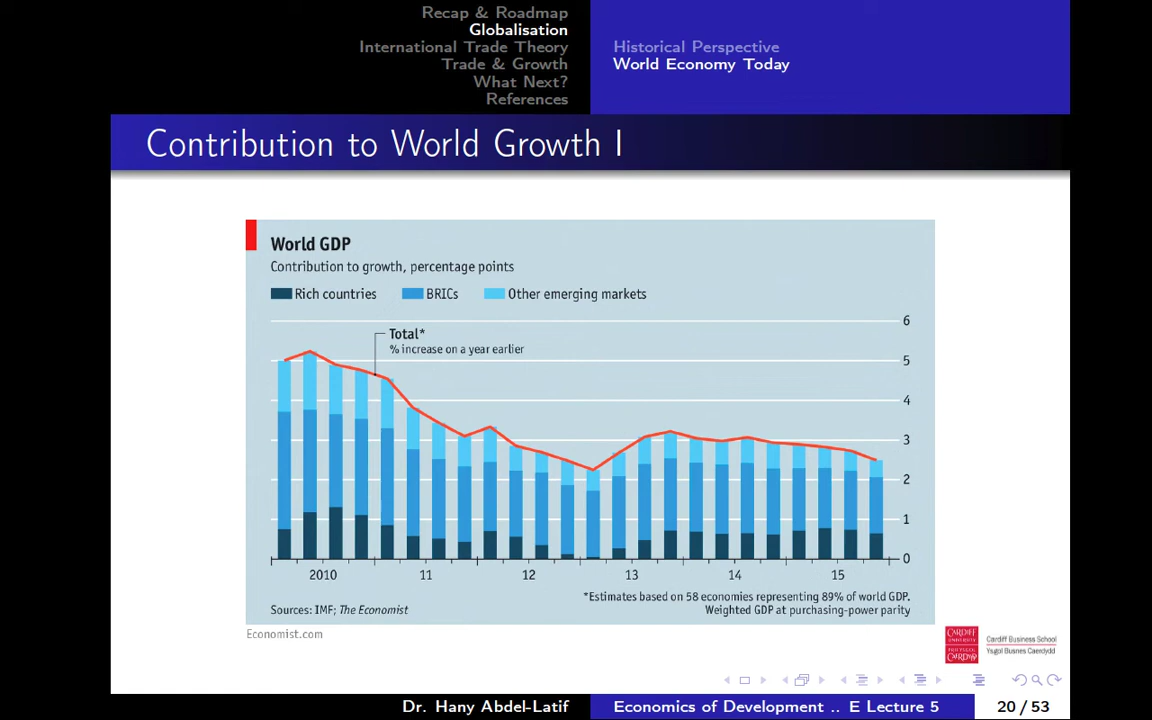 Recap & Roadmap
Globalisation
International Trade Theory
Trade & Growth
What Next?
References
Historical Perspective
World Economy Today
Contribution to World Growth I
World GDP
Contribution to growth, percentage points
Rich countries BRICs Other emerging markets
Total*
% increase on a year earlier
6
5
4
3
2
1
0
2010 11 12 13 14 15
*Estimates based on 58 economies representing 89% of world GDP.
Sources: IMF; The Economist Weighted GDP at purchasing-power parity
Economist.com
CARDIFF
UNIVERSITY
PRIFYSGOL
CAERDYDD
Cardiff Business School
Ysgol Busnes Caerdydd
Dr. Hany Abdel-Latif Economics of Development .. E Lecture 5 20 / 53